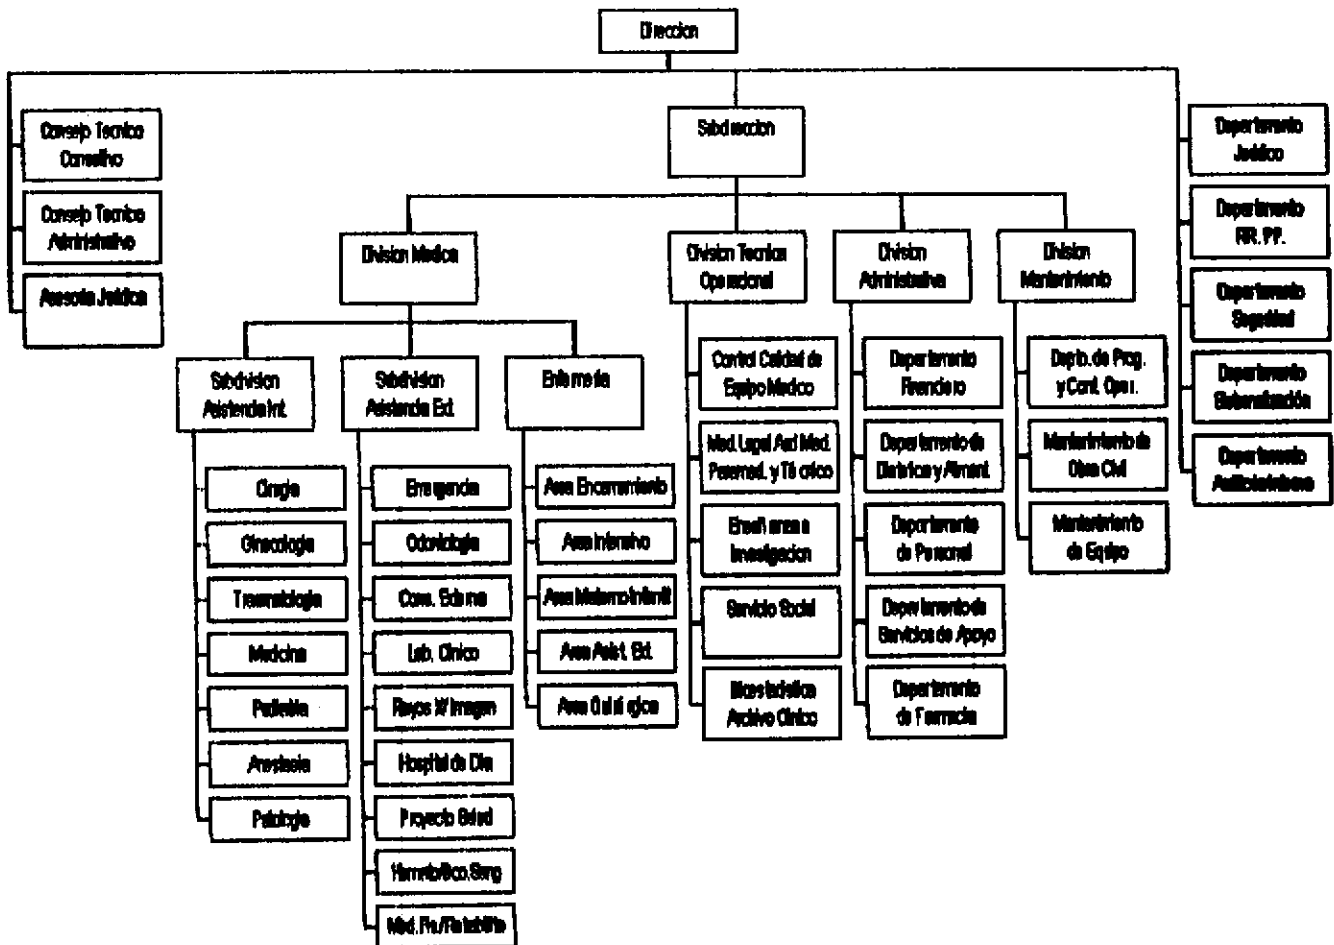 Direccion
Subdireccion
Consejo Tecnico
Consultivo
Consejo Tecnico
Administrativo
Asesoria Juridica
Departamento
Juridico
Departamento
RR. PP.
Departamento
Seguridad
Departamento
Sistematización
Departamento
Auditoria Interna
Division Medica
Division Tecnica
Operacional
Division
Administrativa
Division
Mantenimiento
Subdivision
Asistencia Int.
Subdivision
Asistencia Ext.
Enfermeria
Cirugia
Ginecologia
Traumatologia
Medicina
Pediatria
Anestesia
Patologia
Emergencia
Odontologia
Cons. Externa
Lab. Clinico
Rayos X/ Imagen
Hospital de Dia
Proyecto Salud
Hemato/Bco.Sang
Med. Fis./
Area Encamamiento
Area Intensivo
Area Materno Infantil
Area Asist. Ext.
Area Quirurgica
Control Calidad de
Equipo Medico
Med. Legal Aud Med.
Paramed. y Técnico
Enseñanza e
Investigacion
Servicio Social
Bioestadistica
Archivo Clinico
Departamento
Financiero
Departamento de
Dietetica y Aliment.
Departamento
de Personal
Departamento de
Servicios de Apoyo
Departamento
de Farmacia
Depto. de Prog.
y Cont. Oper.
Mantenimiento de
Obra Civil
Mantenimiento
de Equipo